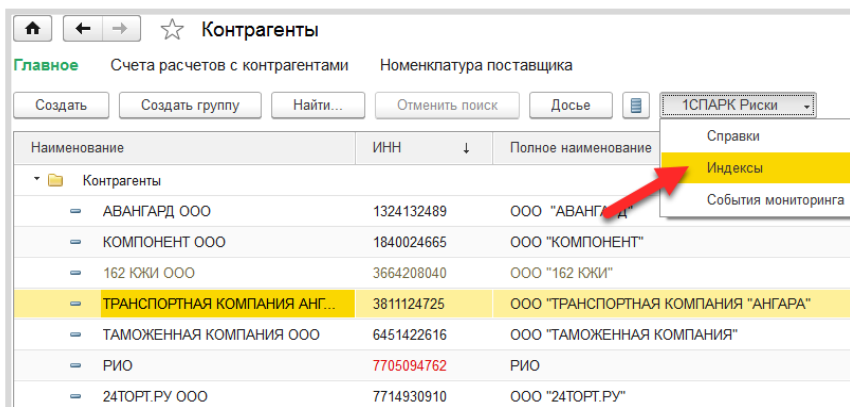 Контрагенты
Главное Счета расчетов с контрагентами Номенклатура поставщика
Создать Создать группу Найти... Отменить поиск Досье 1СПАРК Риски
Справки
Индексы
События мониторинга
Наименование ИНН ↓ Полное наименование
Контрагенты
АВАНГАРД ООО 1324132489 ООО "АВАНГАРД"
КОМПОНЕНТ ООО 1840024665 ООО "КОМПОНЕНТ"
162 КЖИ ООО 3664208040 ООО "162 КЖИ"
ТРАНСПОРТНАЯ КОМПАНИЯ АНГ... 3811124725 ООО "ТРАНСПОРТНАЯ КОМПАНИЯ "АНГАРА"
ТАМОЖЕННАЯ КОМПАНИЯ ООО 6451422616 ООО "ТАМОЖЕННАЯ КОМПАНИЯ"
РИО 7705094762 РИО
24ТОРТ.РУ ООО 7714930910 ООО "24ТОРТ.РУ"